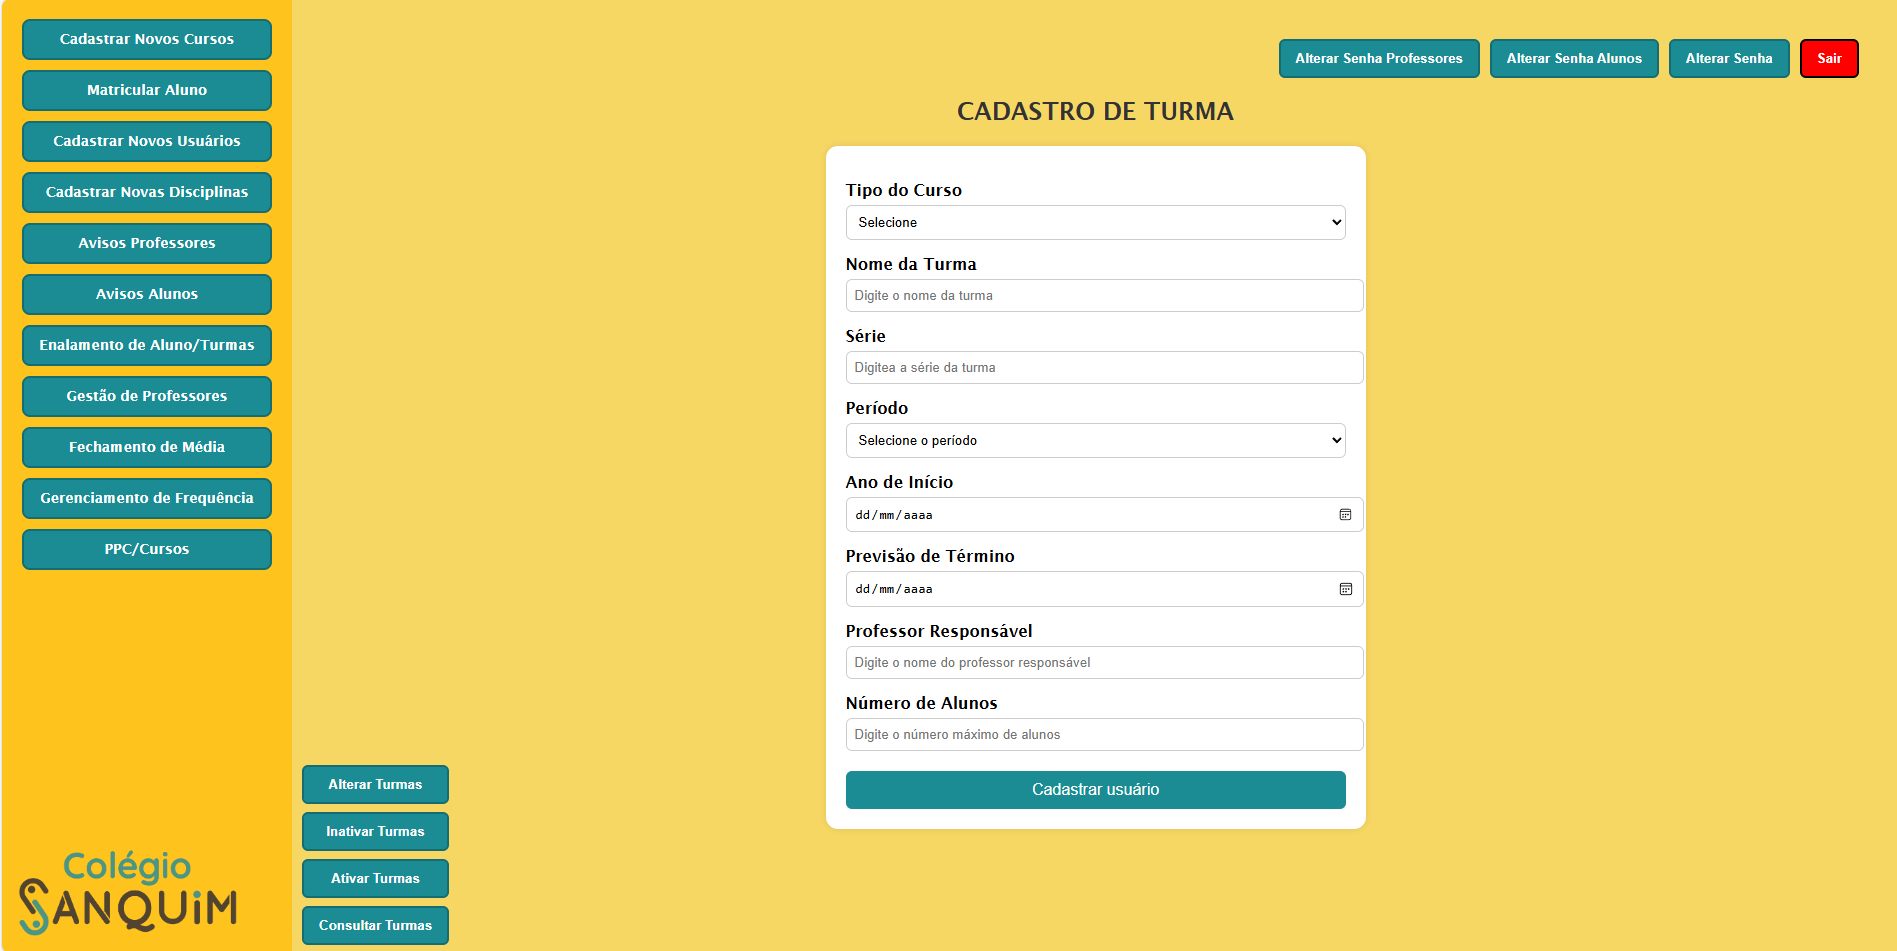 Cadastrar Novos Cursos
Matricular Aluno
Cadastrar Novos Usuários
Cadastrar Novas Disciplinas
Avisos Professores
Avisos Alunos
Enalamento de Aluno/Turmas
Gestão de Professores
Fechamento de Média
Gerenciamento de Frequência
PPC/Cursos
Colégio
SANQUiM
Alterar Senha Professores
Alterar Senha Alunos
Alterar Senha
Sair
CADASTRO DE TURMA
Tipo do Curso
Selecione
Nome da Turma
Digite o nome da turma
Série
Digitea a série da turma
Período
Selecione o período
Ano de Início
dd/mm/aaaa
Previsão de Término
dd/mm/aaaa
Professor Responsável
Digite o nome do professor responsável
Número de Alunos
Digite o número máximo de alunos
Cadastrar usuário
Alterar Turmas
Inativar Turmas
Ativar Turmas
Consultar Turmas